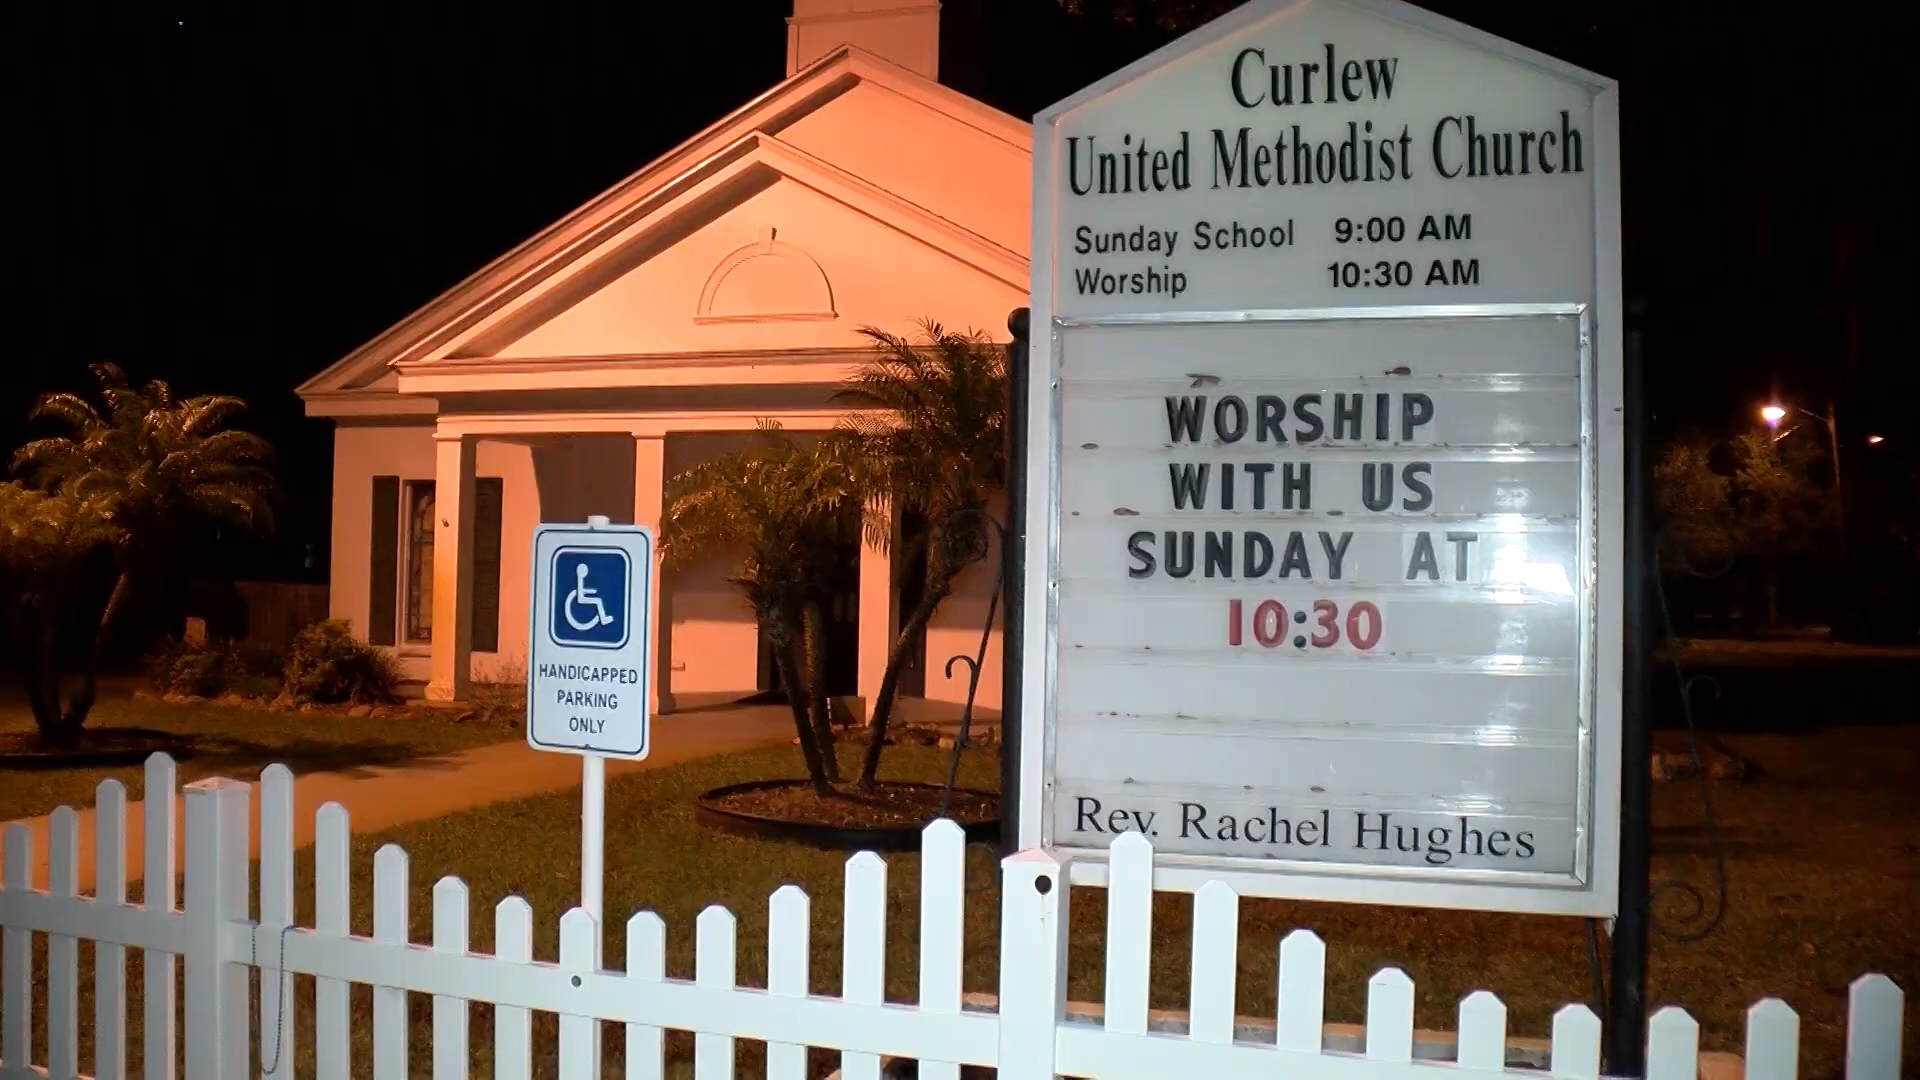 Curlew
United Methodist Church
Sunday School 9:00 AM
Worship 10:30 AM
WORSHIP
WITH US
SUNDAY AT
10:30
Rev. Rachel Hughes
HANDICAPPED
PARKING
ONLY